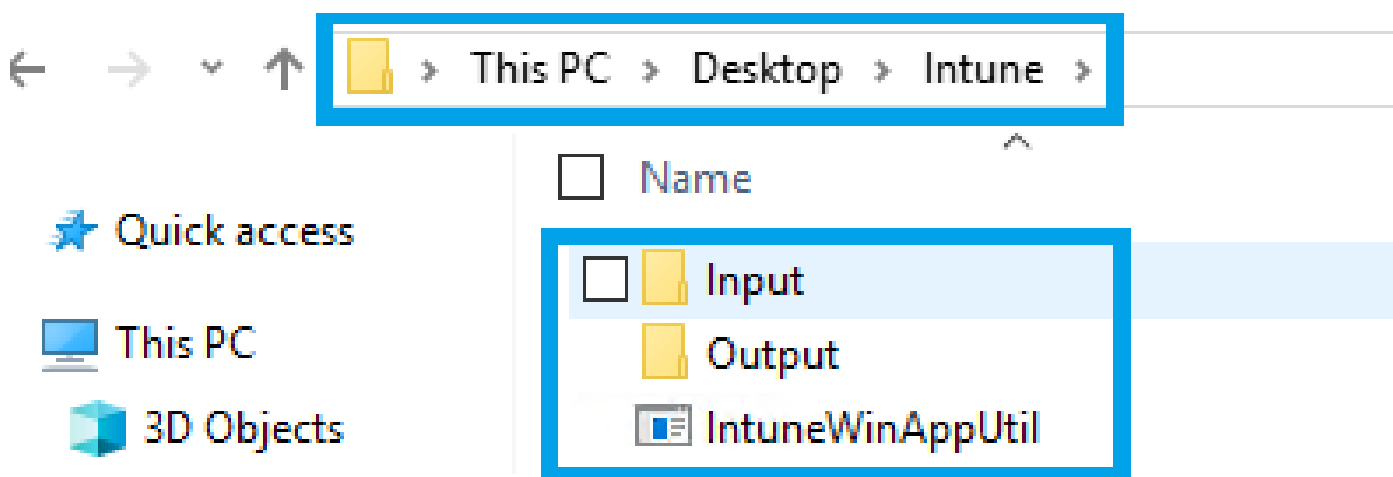 This PC > Desktop > Intune >
Name
Quick access
Input
Output
This PC
3D Objects
IntuneWinAppUtil